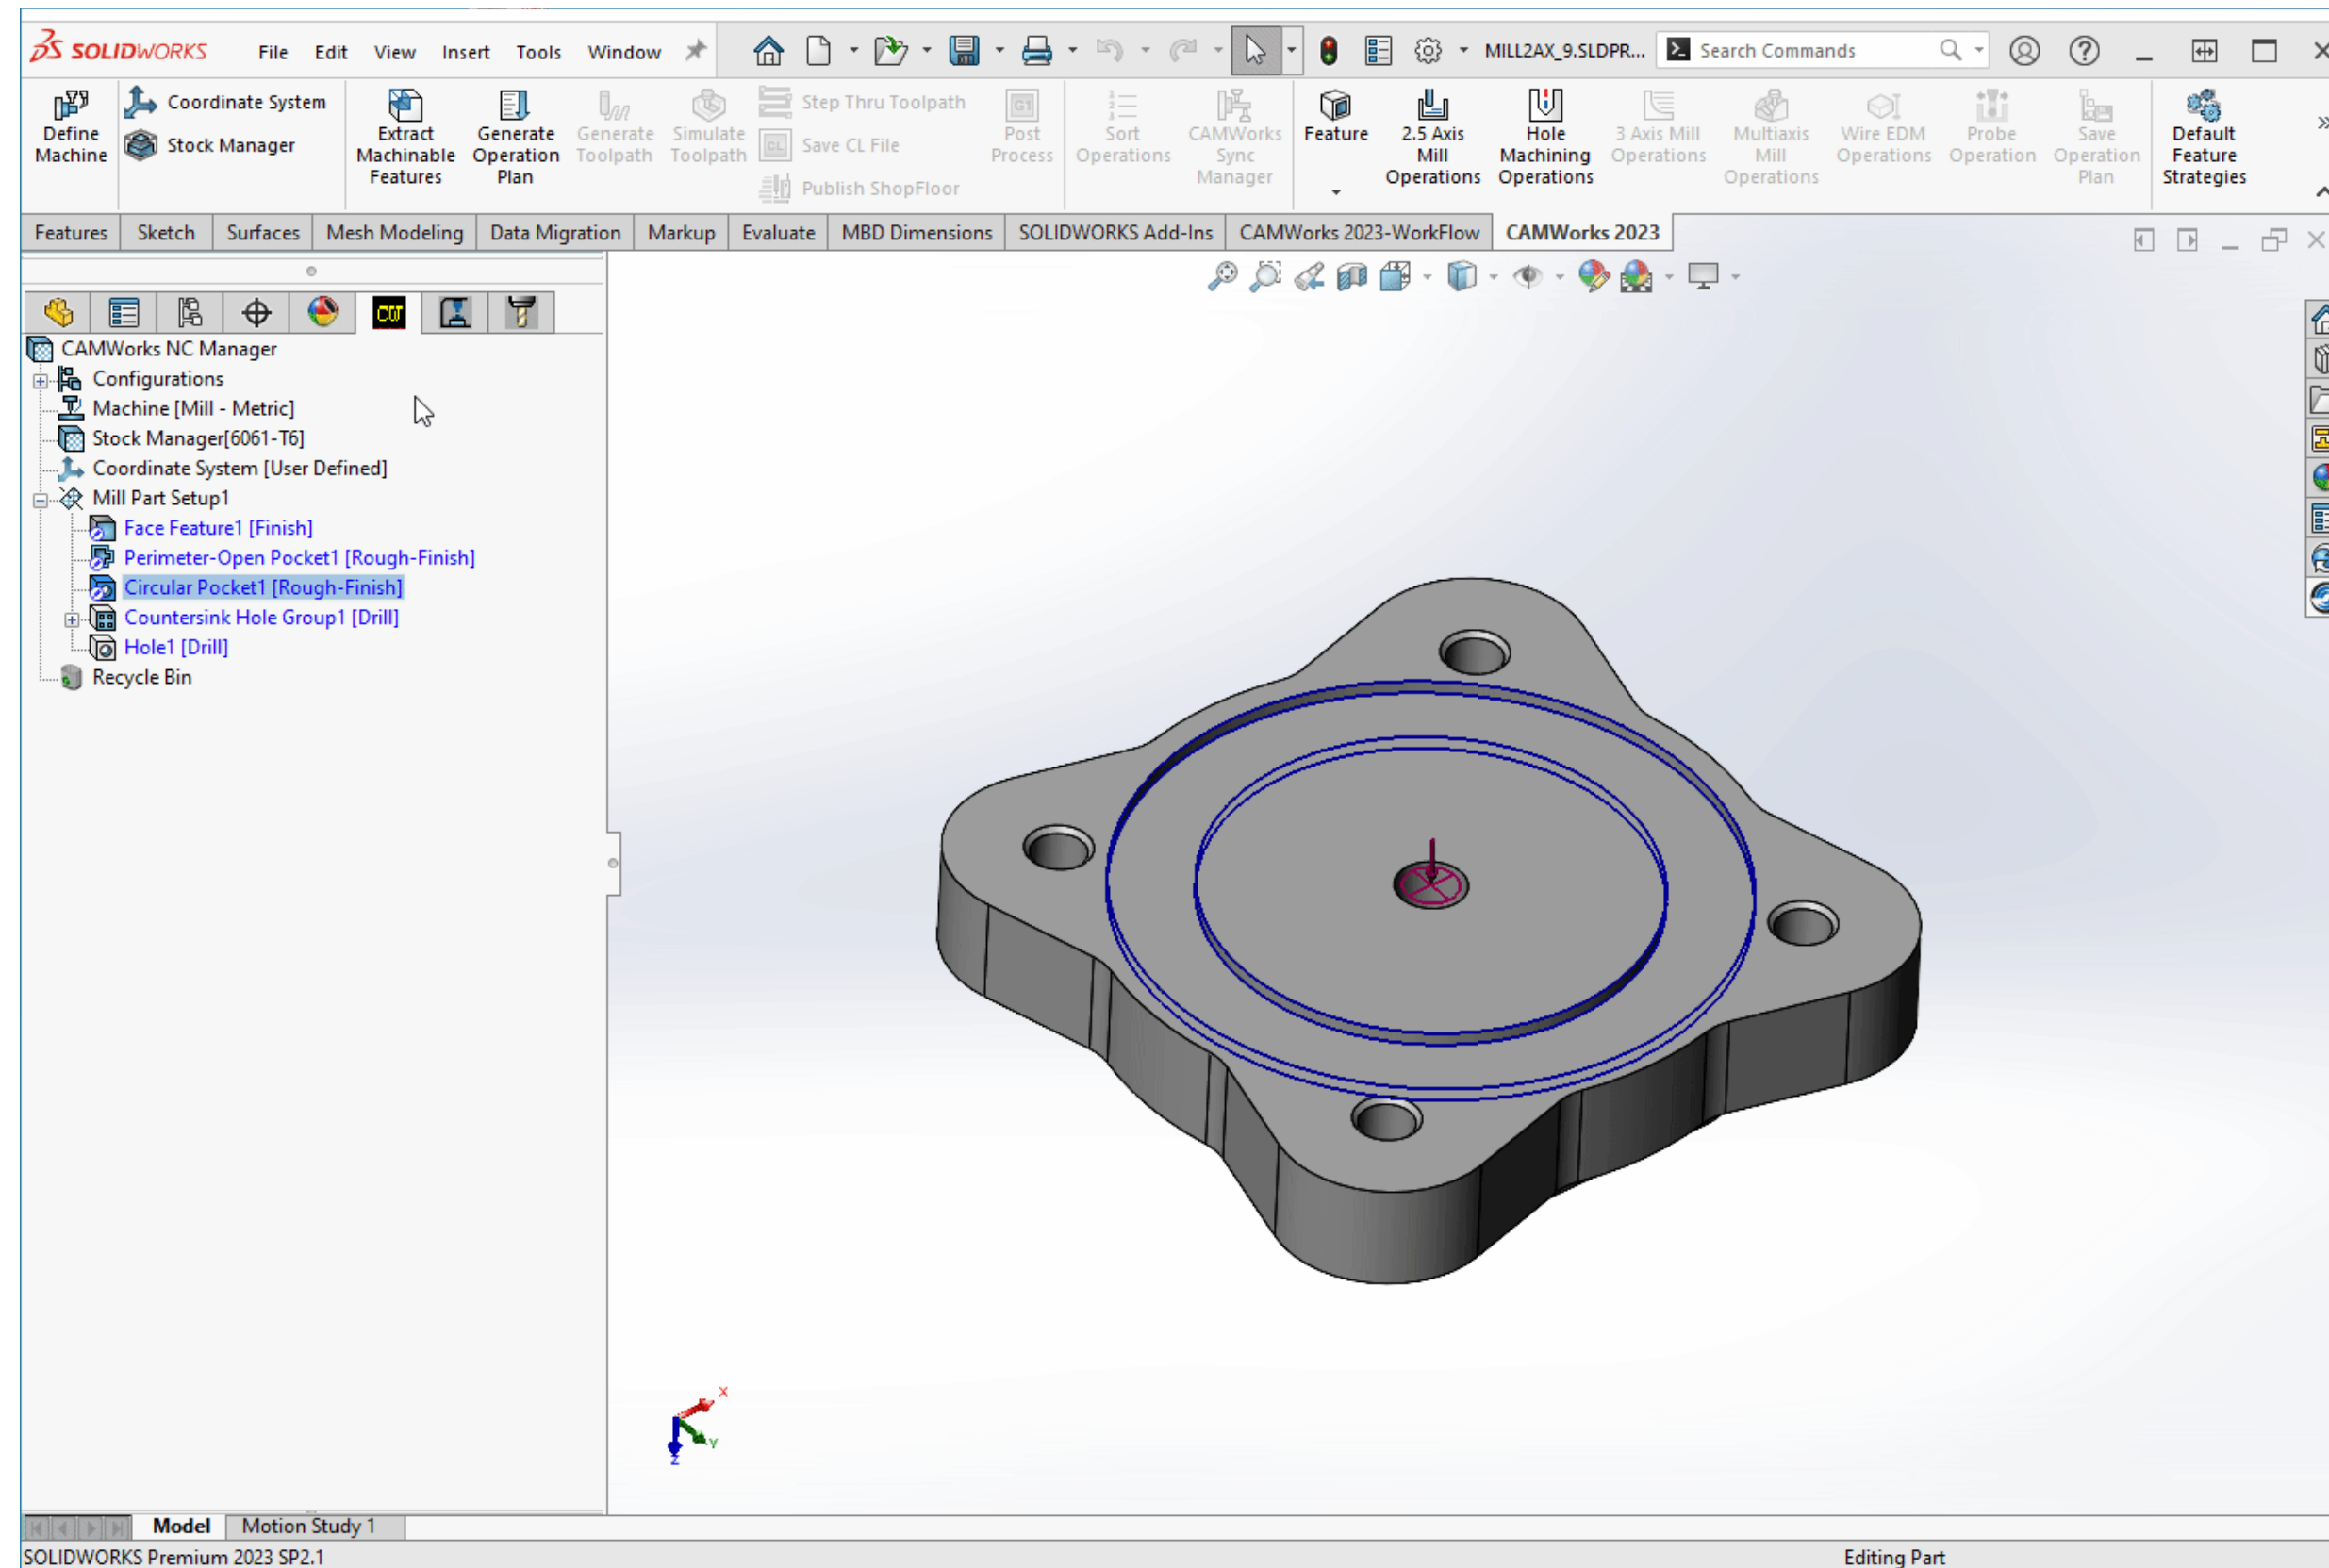 SOLIDWORKS File Edit View Insert Tools Window MILL2AX_9.SLDPR... Search Commands
Define Machine
Coordinate System
Stock Manager
Extract Machinable Features
Generate Operation Plan
Generate Toolpath
Simulate Toolpath
Step Thru Toolpath
Save CL File
Publish ShopFloor
G1
CL
Post Process
Sort Operations
CAMWorks Sync Manager
Feature
2.5 Axis Mill Operations
Hole Machining Operations
3 Axis Mill Operations
Multiaxis Mill Operations
Wire EDM Operations
Probe Operation
Save Operation Plan
Default Feature Strategies
Features Sketch Surfaces Mesh Modeling Data Migration Markup Evaluate MBD Dimensions SOLIDWORKS Add-Ins CAMWorks 2023-WorkFlow CAMWorks 2023
CAMWorks NC Manager
Configurations
Machine [Mill - Metric]
Stock Manager[6061-T6]
Coordinate System [User Defined]
Mill Part Setup1
Face Feature1 [Finish]
Perimeter-Open Pocket1 [Rough-Finish]
Circular Pocket1 [Rough-Finish]
Countersink Hole Group1 [Drill]
Hole1 [Drill]
Recycle Bin
X
Y
Z
Model Motion Study 1
SOLIDWORKS Premium 2023 SP2.1 Editing Part